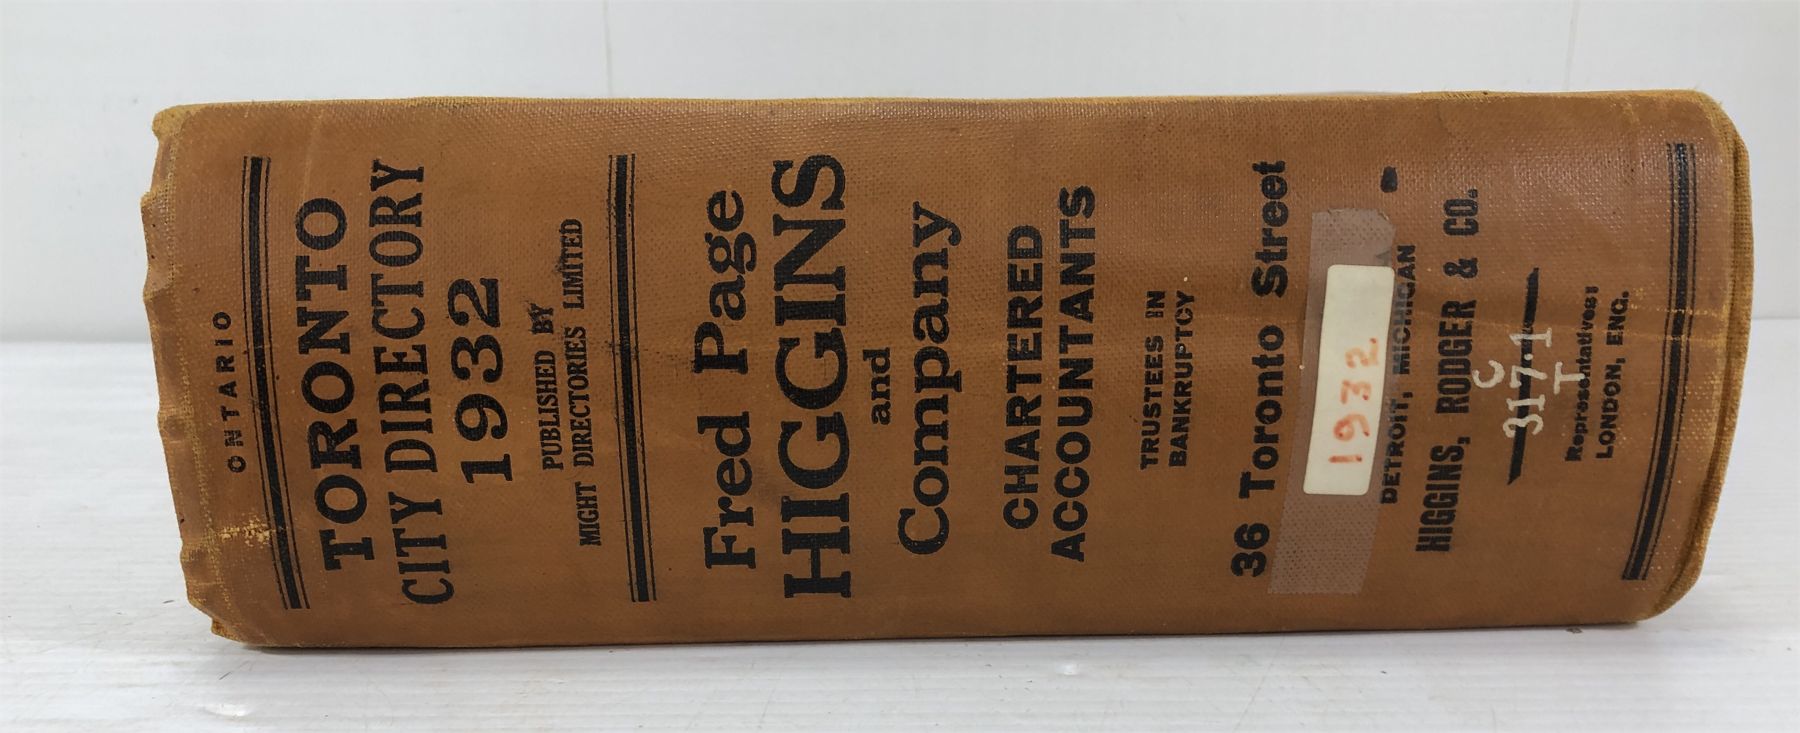 ONTARIO
TORONTO
CITY DIRECTORY
1932
PUBLISHED BY
MIGHT DIRECTORIES LIMITED
Fred Page
HIGGINS
and
Company
CHARTERED
ACCOUNTANTS
TRUSTEES IN
BANKRUPTCY
36 Toronto Street
1932
DETROIT, MICHIGAN
HIGGINS, RODGER & CO.
C
317.1
T
Representatives:
LONDON, ENG.